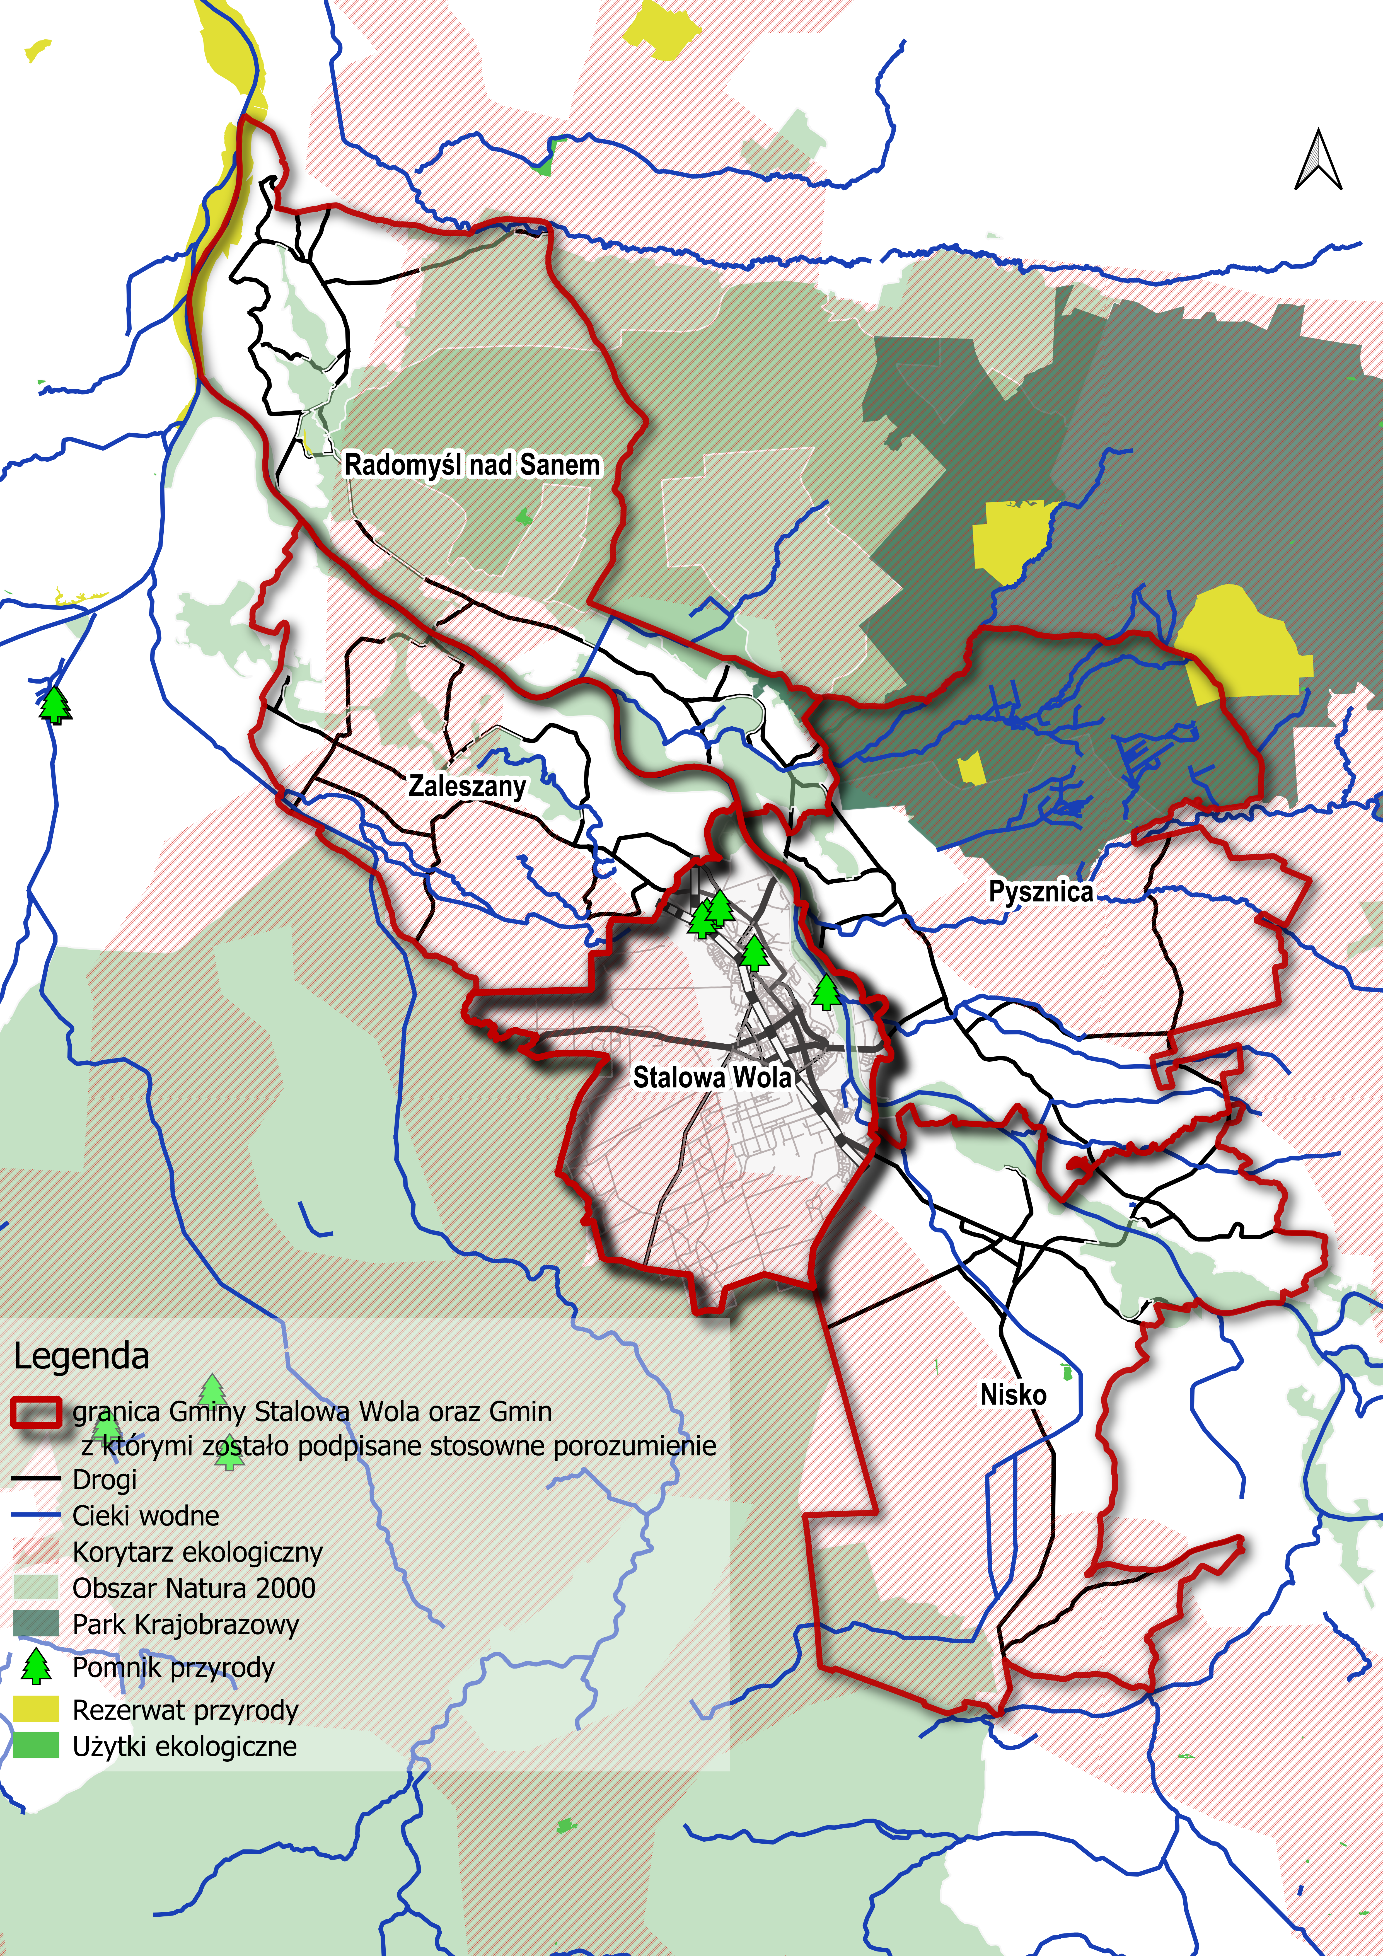 Radomyśl nad Sanem
Zaleszany
Pysznica
Stalowa Wola
Nisko
Legenda
granica Gminy Stalowa Wola oraz Gmin
z którymi zostało podpisane stosowne porozumienie
Drogi
Cieki wodne
Korytarz ekologiczny
Obszar Natura 2000
Park Krajobrazowy
Pomnik przyrody
Rezerwat przyrody
Użytki ekologiczne